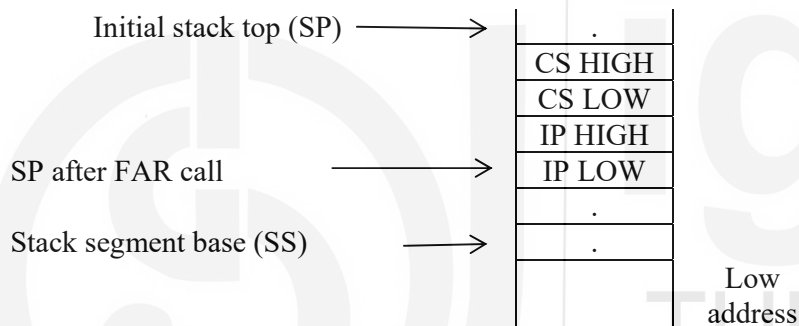 Initial stack top (SP)
.
CS HIGH
CS LOW
IP HIGH
SP after FAR call
IP LOW
.
Stack segment base (SS)
.
Low
address